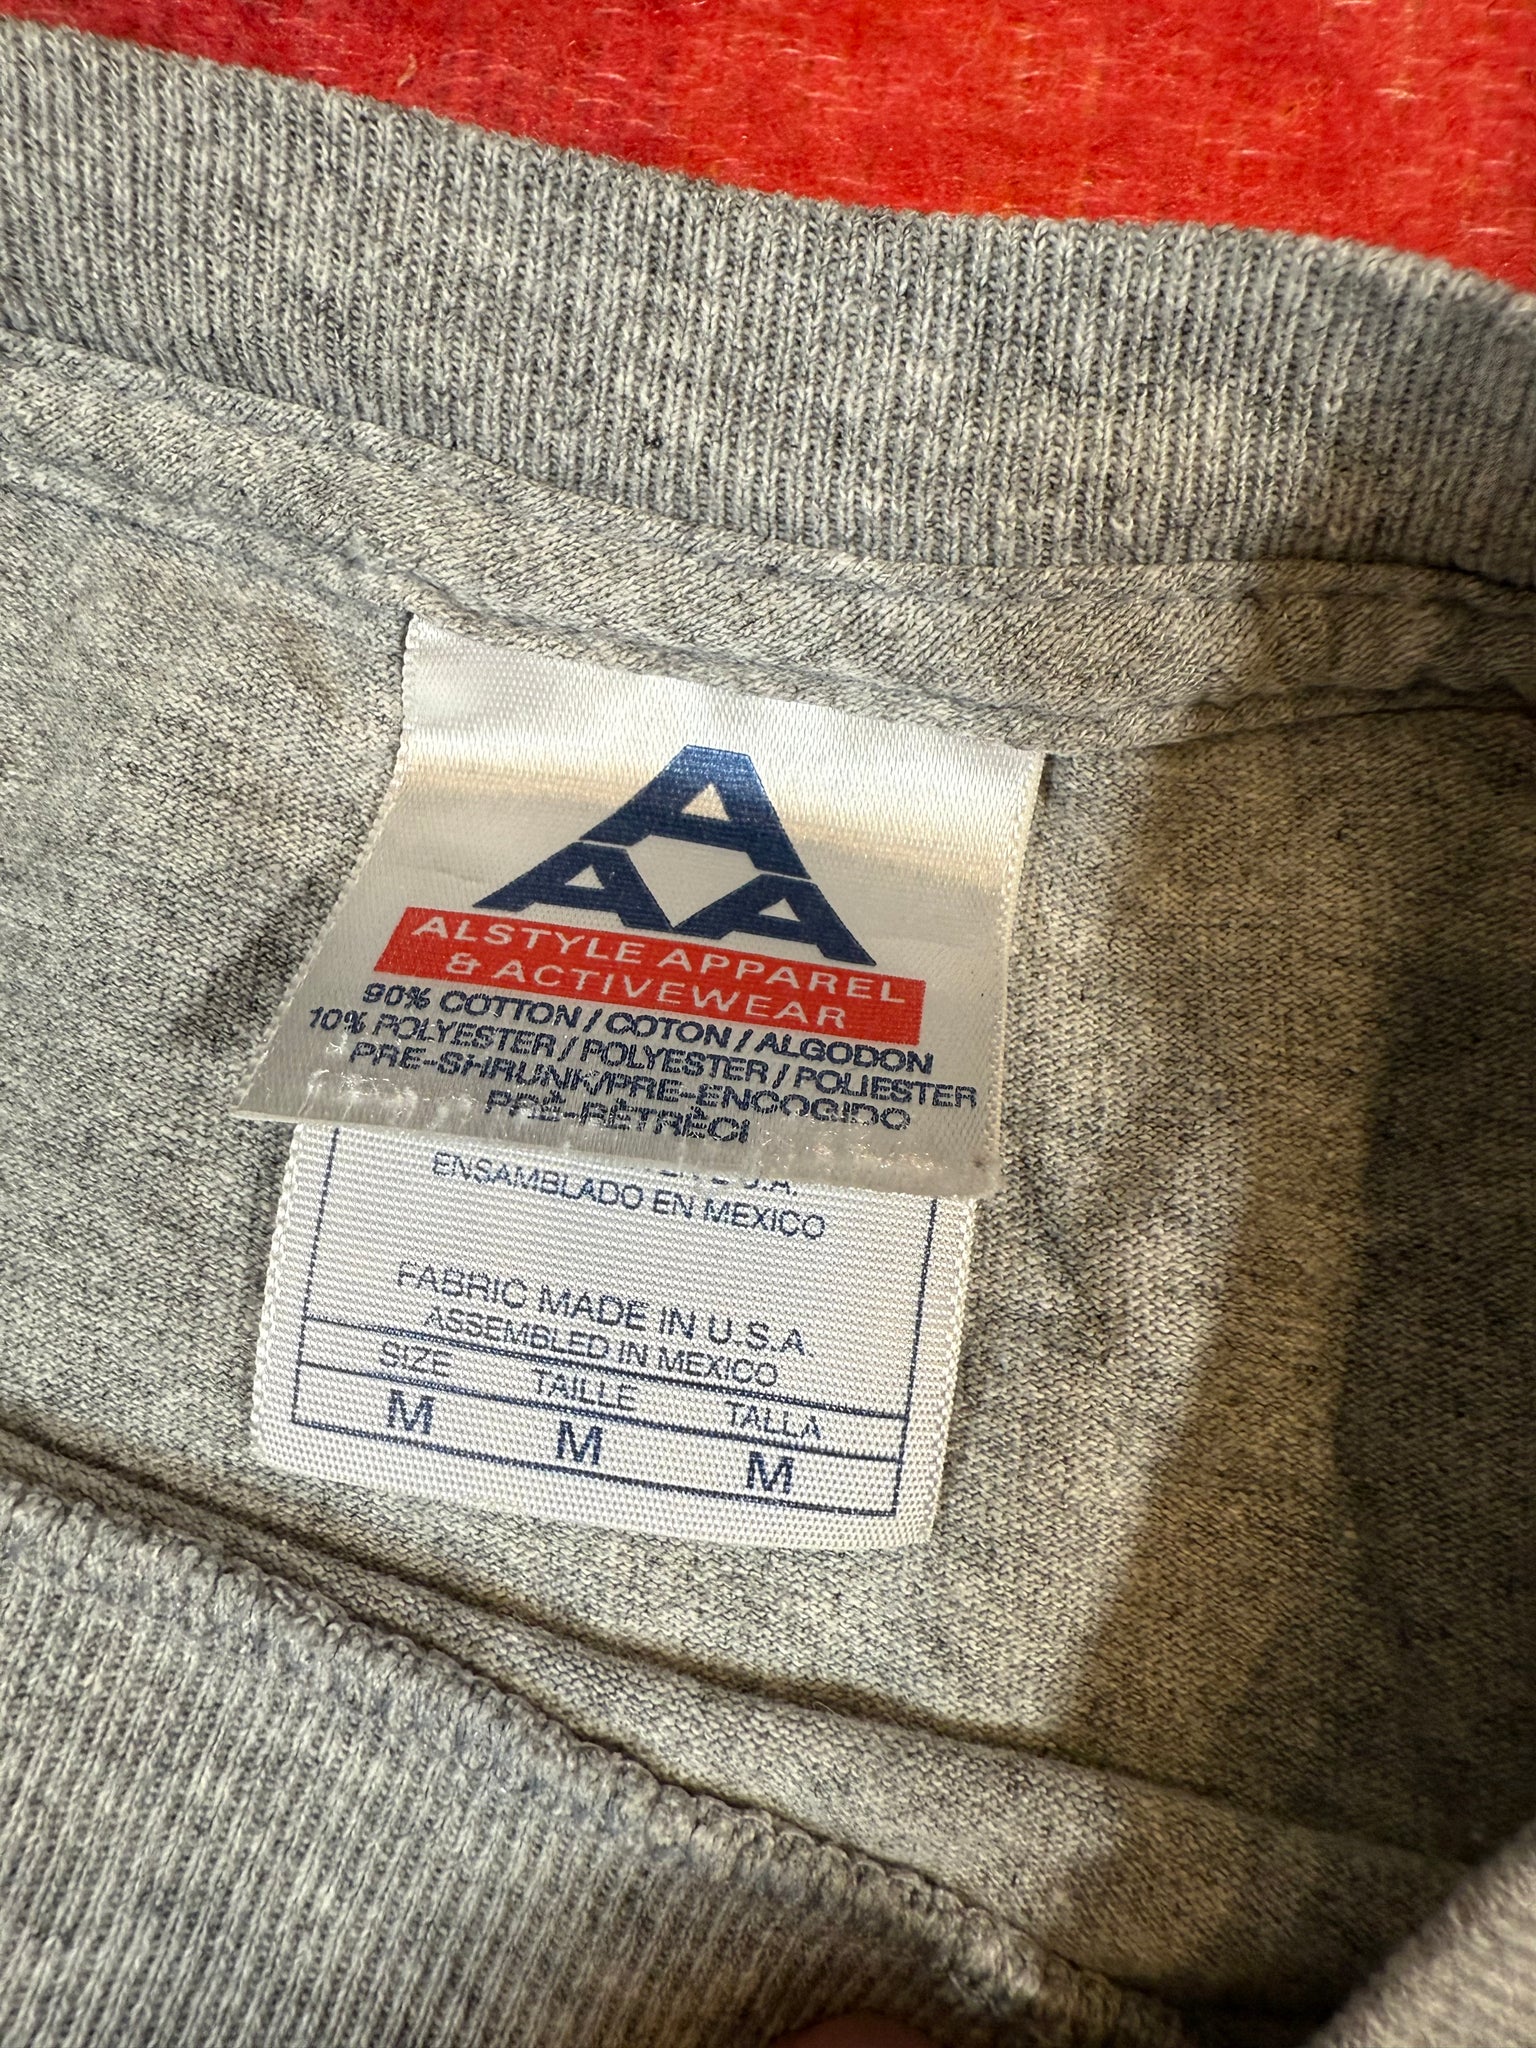 AAA
ALSTYLE APPAREL
& ACTIVEWEAR
90% COTTON / COTON / ALGODON
10% POLYESTER / POLYESTER / POLIESTER
PRE-SHRUNK/PRE-ENCOGIDO
PRÉ-RÉTRÉCI
ENSAMBLADO EN MEXICO
FABRIC MADE IN U.S.A.
ASSEMBLED IN MEXICO
SIZE TAILLE TALLA
M M M